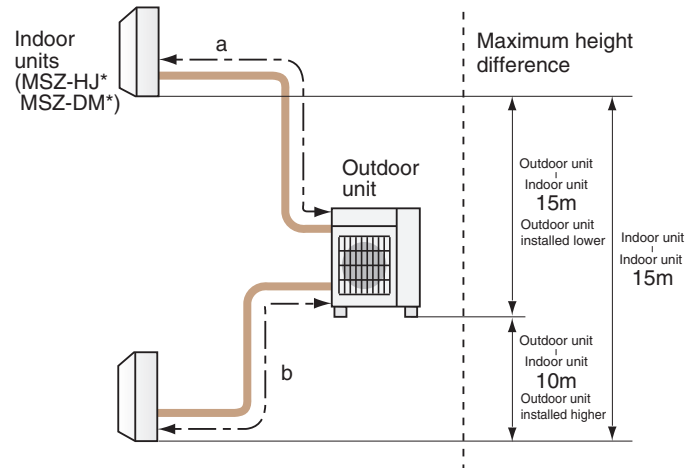 Indoor
units
(MSZ-HJ*
MSZ-DM*)
a
Maximum height
difference
Outdoor
unit
Outdoor unit
Indoor unit
15m
Outdoor unit
installed lower
Indoor unit
Indoor unit
15m
b
Outdoor unit
Indoor unit
10m
Outdoor unit
installed higher